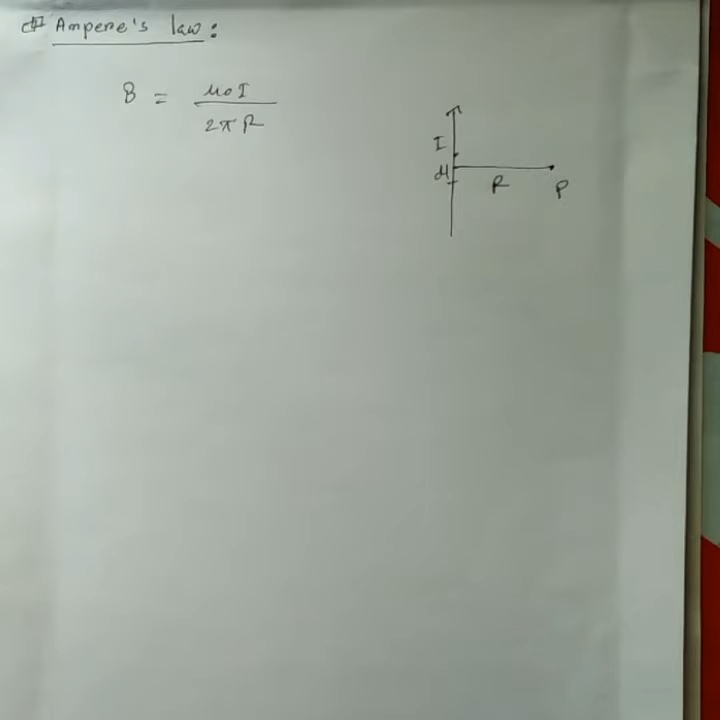 # Ampere's law:
B = μ₀I / 2πR
I
dl
R
P